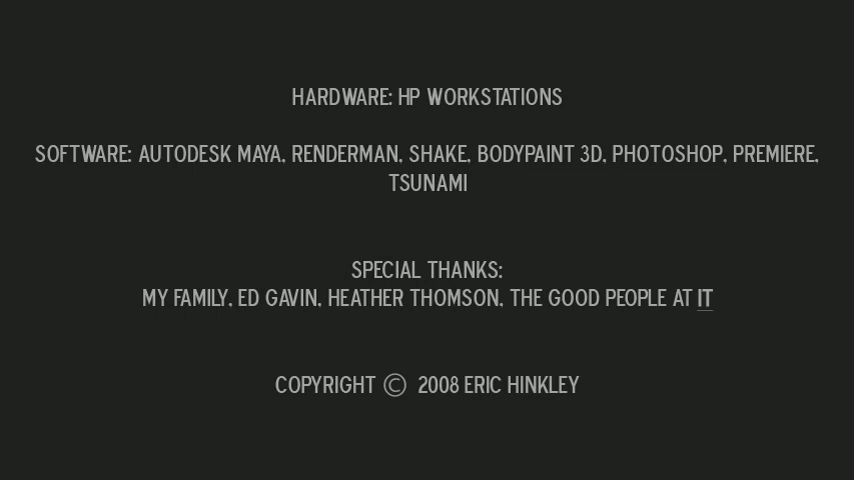 HARDWARE: HP WORKSTATIONS
SOFTWARE: AUTODESK MAYA, RENDERMAN, SHAKE, BODYPAINT 3D, PHOTOSHOP, PREMIERE,
TSUNAMI
SPECIAL THANKS:
MY FAMILY, ED GAVIN, HEATHER THOMSON, THE GOOD PEOPLE AT IT
COPYRIGHT © 2008 ERIC HINKLEY